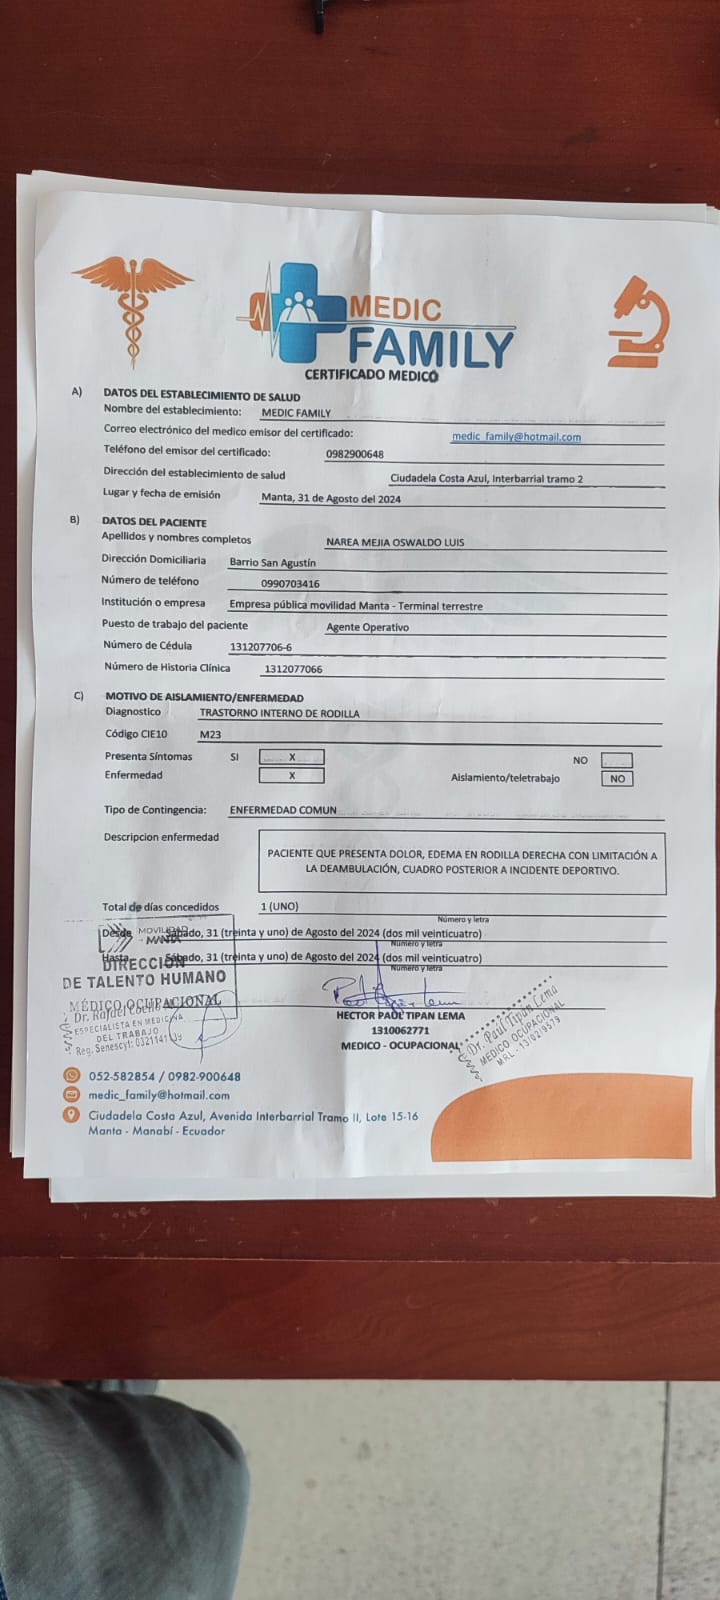 MEDIC
FAMILY
CERTIFICADO MEDICO
A) DATOS DEL ESTABLECIMIENTO DE SALUD
Nombre del establecimiento: MEDIC FAMILY
Correo electrónico del medico emisor del certificado: medic_family@hotmail.com
Teléfono del emisor del certificado: 0982900648
Dirección del establecimiento de salud Ciudadela Costa Azul, Interbarrial tramo 2
Lugar y fecha de emisión Manta, 31 de Agosto del 2024
B) DATOS DEL PACIENTE
Apellidos y nombres completos NAREA MEJIA OSWALDO LUIS
Dirección Domiciliaria Barrio San Agustín
Número de teléfono 0990703416
Institución o empresa Empresa pública movilidad Manta - Terminal terrestre
Puesto de trabajo del paciente Agente Operativo
Número de Cédula 131207706-6
Número de Historia Clínica 1312077066
C) MOTIVO DE AISLAMIENTO/ENFERMEDAD
Diagnostico TRASTORNO INTERNO DE RODILLA
Código CIE10 M23
Presenta Síntomas SI X NO
Enfermedad X Aislamiento/teletrabajo NO
Tipo de Contingencia: ENFERMEDAD COMUN
Descripcion enfermedad
PACIENTE QUE PRESENTA DOLOR, EDEMA EN RODILLA DERECHA CON LIMITACIÓN A
LA DEAMBULACIÓN, CUADRO POSTERIOR A INCIDENTE DEPORTIVO.
Total de días concedidos 1 (UNO)
Número y letra
Desde Sábado, 31 (treinta y uno) de Agosto del 2024 (dos mil veinticuatro)
Número y letra
Hasta Sábado, 31 (treinta y uno) de Agosto del 2024 (dos mil veinticuatro)
Número y letra
MOVILIDAD
MANTA
DIRECCIÓN
DE TALENTO HUMANO
MÉDICO OCUPACIONAL
Dr. Rafael
ESPECIALISTA EN MEDICINA
DEL TRABAJO
Reg. Senescyt:
HECTOR PAÚL TIPAN LEMA
1310062771
MEDICO - OCUPACIONAL
Dr. Paul Tipan Lema
MEDICO OCUPACIONAL
052-582854 / 0982-900648
medic_family@hotmail.com
Ciudadela Costa Azul, Avenida Interbarrial Tramo II, Lote 15-16
Manta - Manabí - Ecuador